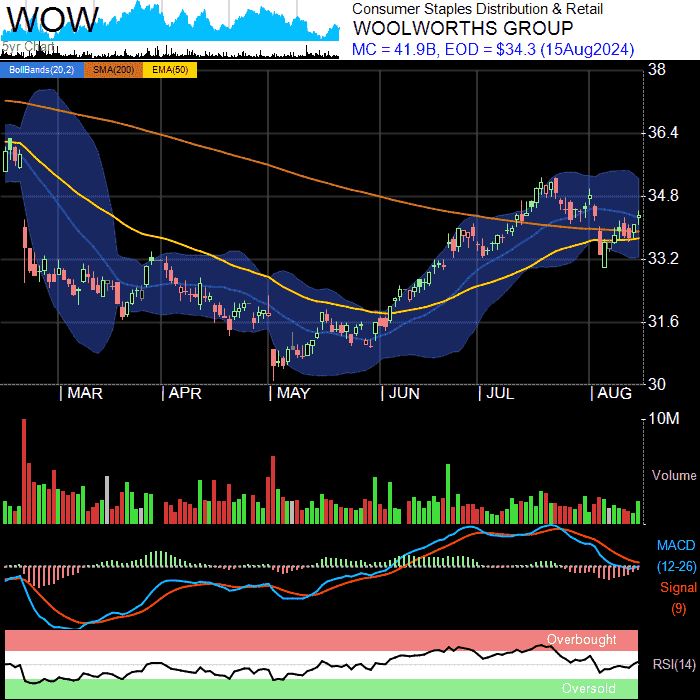 WOW
5yr Chart
Consumer Staples Distribution & Retail
WOOLWORTHS GROUP
MC = 41.9B, EOD = $34.3 (15Aug2024)
BollBands(20,2) SMA(200) EMA(50)
38
36.4
34.8
33.2
31.6
30
MAR APR MAY JUN JUL AUG
10M
Volume
MACD
(12-26)
Signal
(9)
Overbought
RSI(14)
Oversold